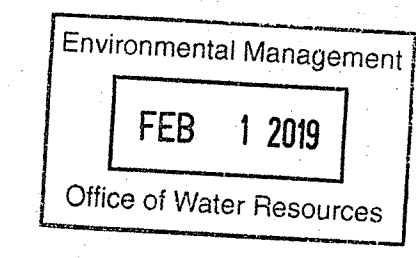 Environmental Management
FEB 1 2019
Office of Water Resources